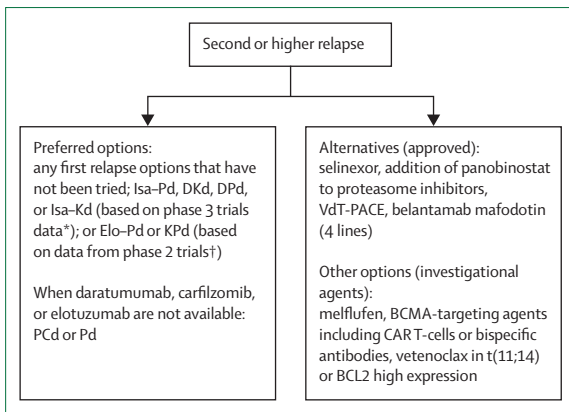 Second or higher relapse
Preferred options:
any first relapse options that have
not been tried; Isa–Pd, DKd, DPd,
or Isa–Kd (based on phase 3 trials
data*); or Elo–Pd or KPd (based
on data from phase 2 trials†)
When daratumumab, carfilzomib,
or elotuzumab are not available:
PCd or Pd
Alternatives (approved):
selinexor, addition of panobinostat
to proteasome inhibitors,
VdT-PACE, belantamab mafodotin
(4 lines)
Other options (investigational
agents):
melflufen, BCMA-targeting agents
including CAR T-cells or bispecific
antibodies, vetenoclax in t(11;14)
or BCL2 high expression